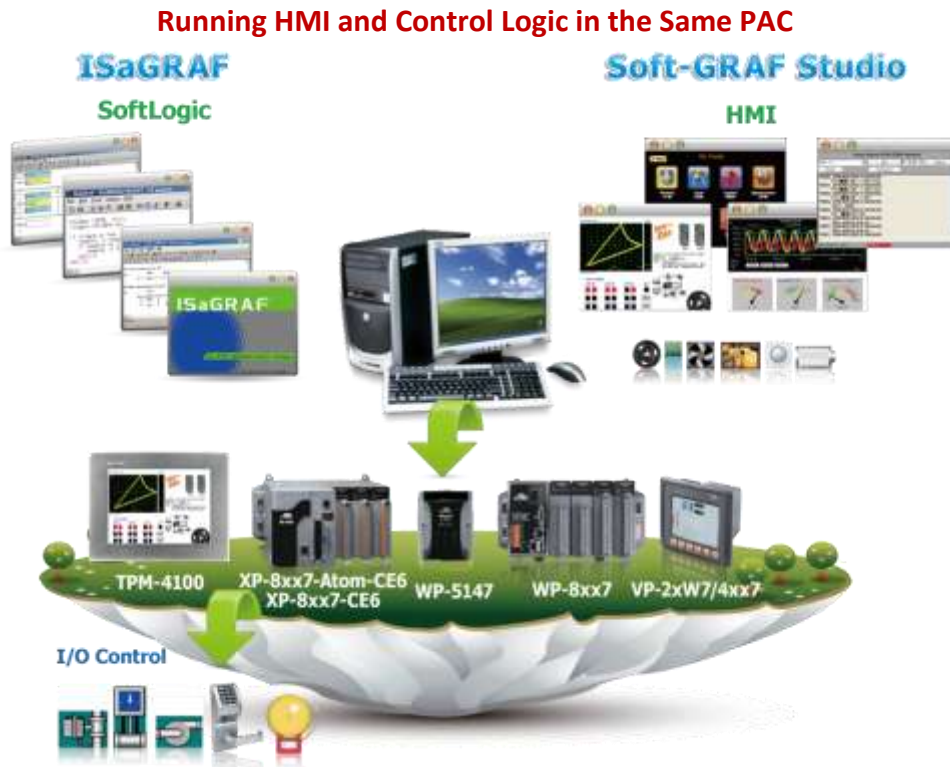 Running HMI and Control Logic in the Same PAC
ISaGRAF
Soft-GRAF Studio
SoftLogic
HMI
ISaGRAF
TPM-4100
XP-8xx7-Atom-CE6
XP-8xx7-CE6
WP-5147
WP-8xx7
VP-2xW7/4xx7
I/O Control